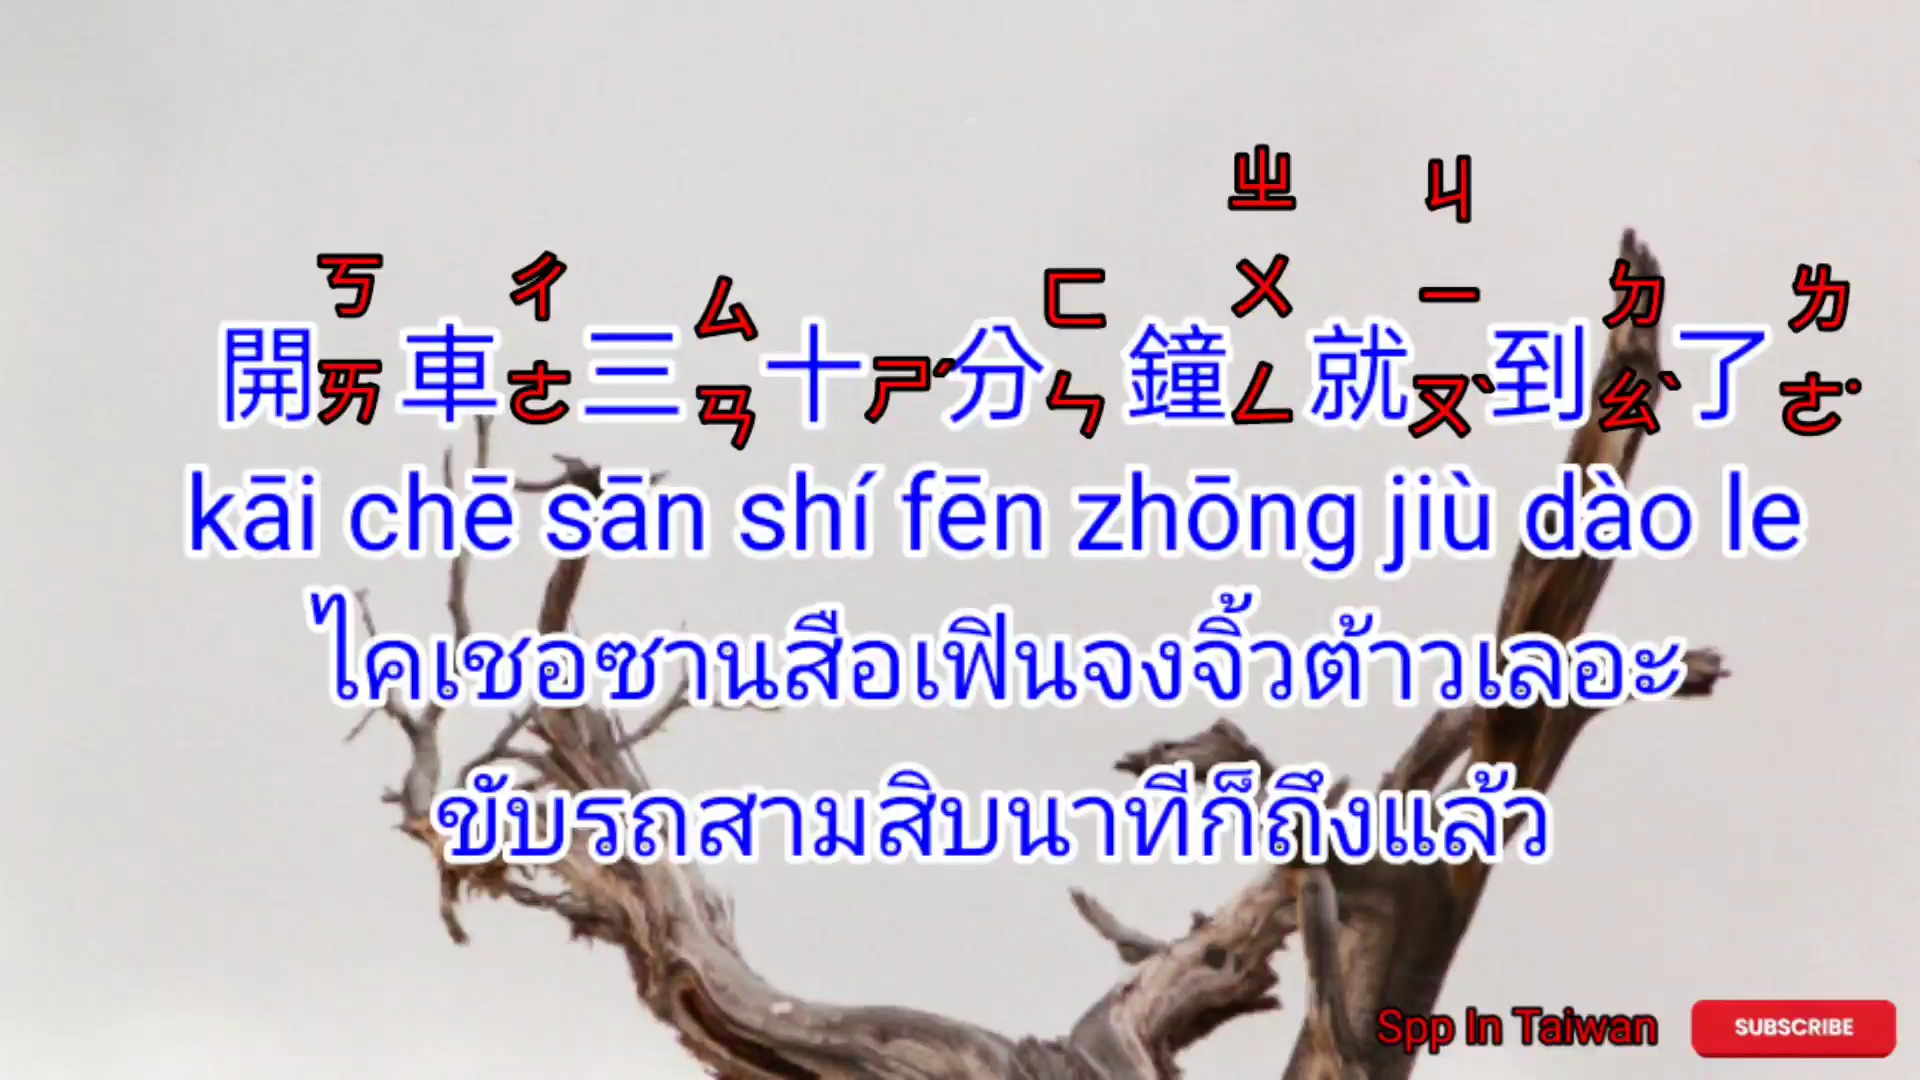 開ㄎㄞ車ㄔㄜ三ㄙㄢ十ㄕˊ分ㄈㄣ鐘ㄓㄨㄥ就ㄐㄧㄡˋ到ㄉㄠˋ了ㄌㄜ˙
kāi chē sān shí fēn zhōng jiù dào le
ไคเชอซานสือเฟินจงจิ้วต้าวเลอะ
ขับรถสามสิบนาทีก็ถึงแล้ว
Spp In Taiwan
SUBSCRIBE